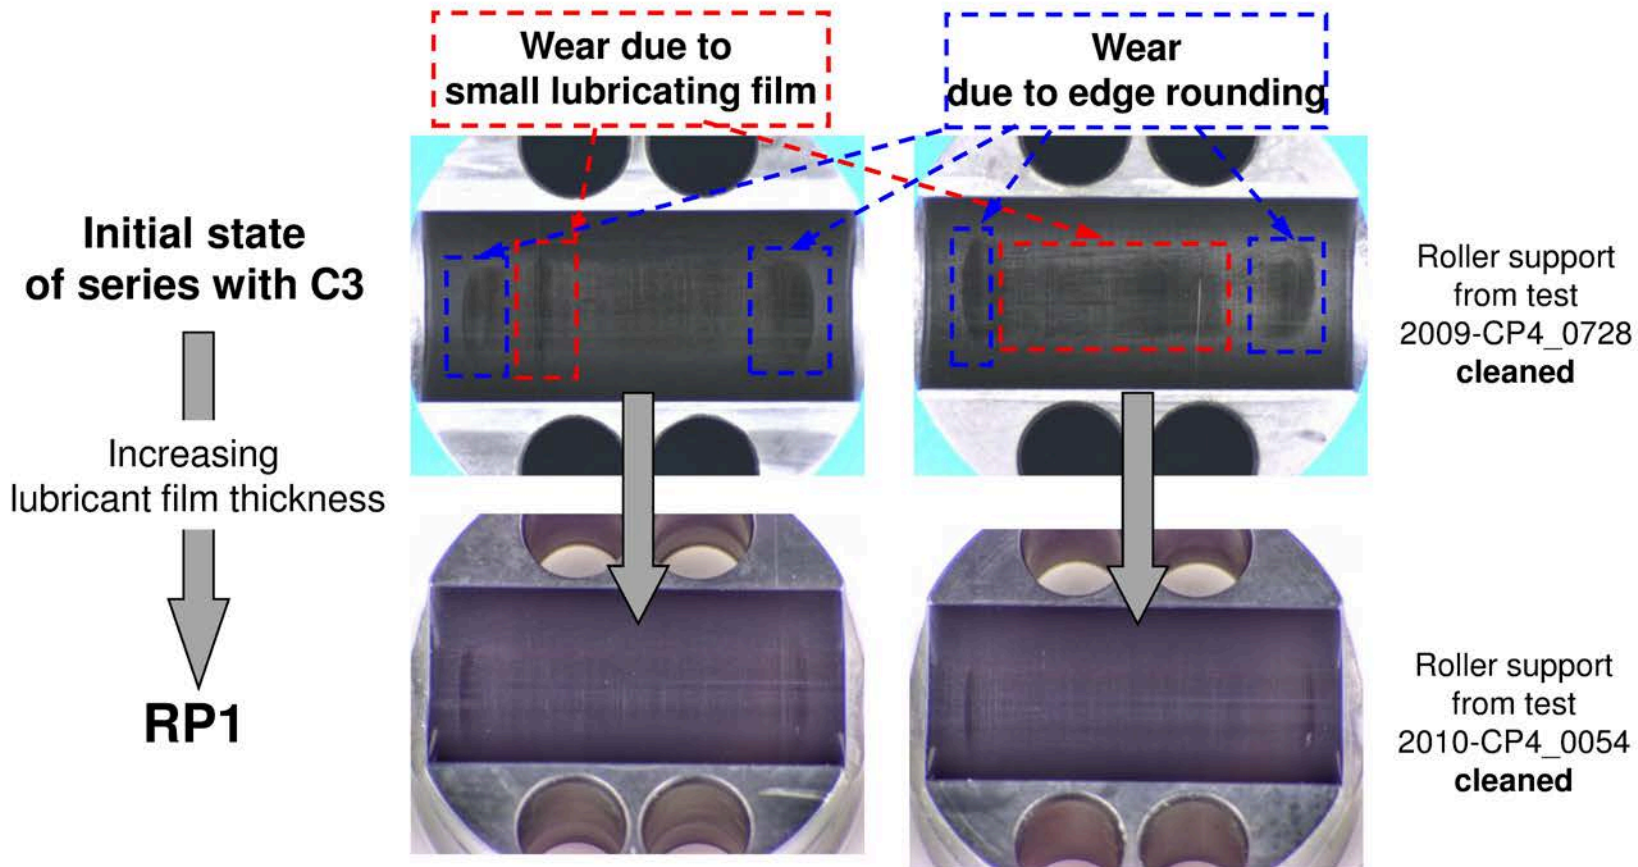 Wear due to
small lubricating film
Wear
due to edge rounding
Initial state
of series with C3
Increasing
lubricant film thickness
RP1
Roller support
from test
2009-CP4_0728
cleaned
Roller support
from test
2010-CP4_0054
cleaned